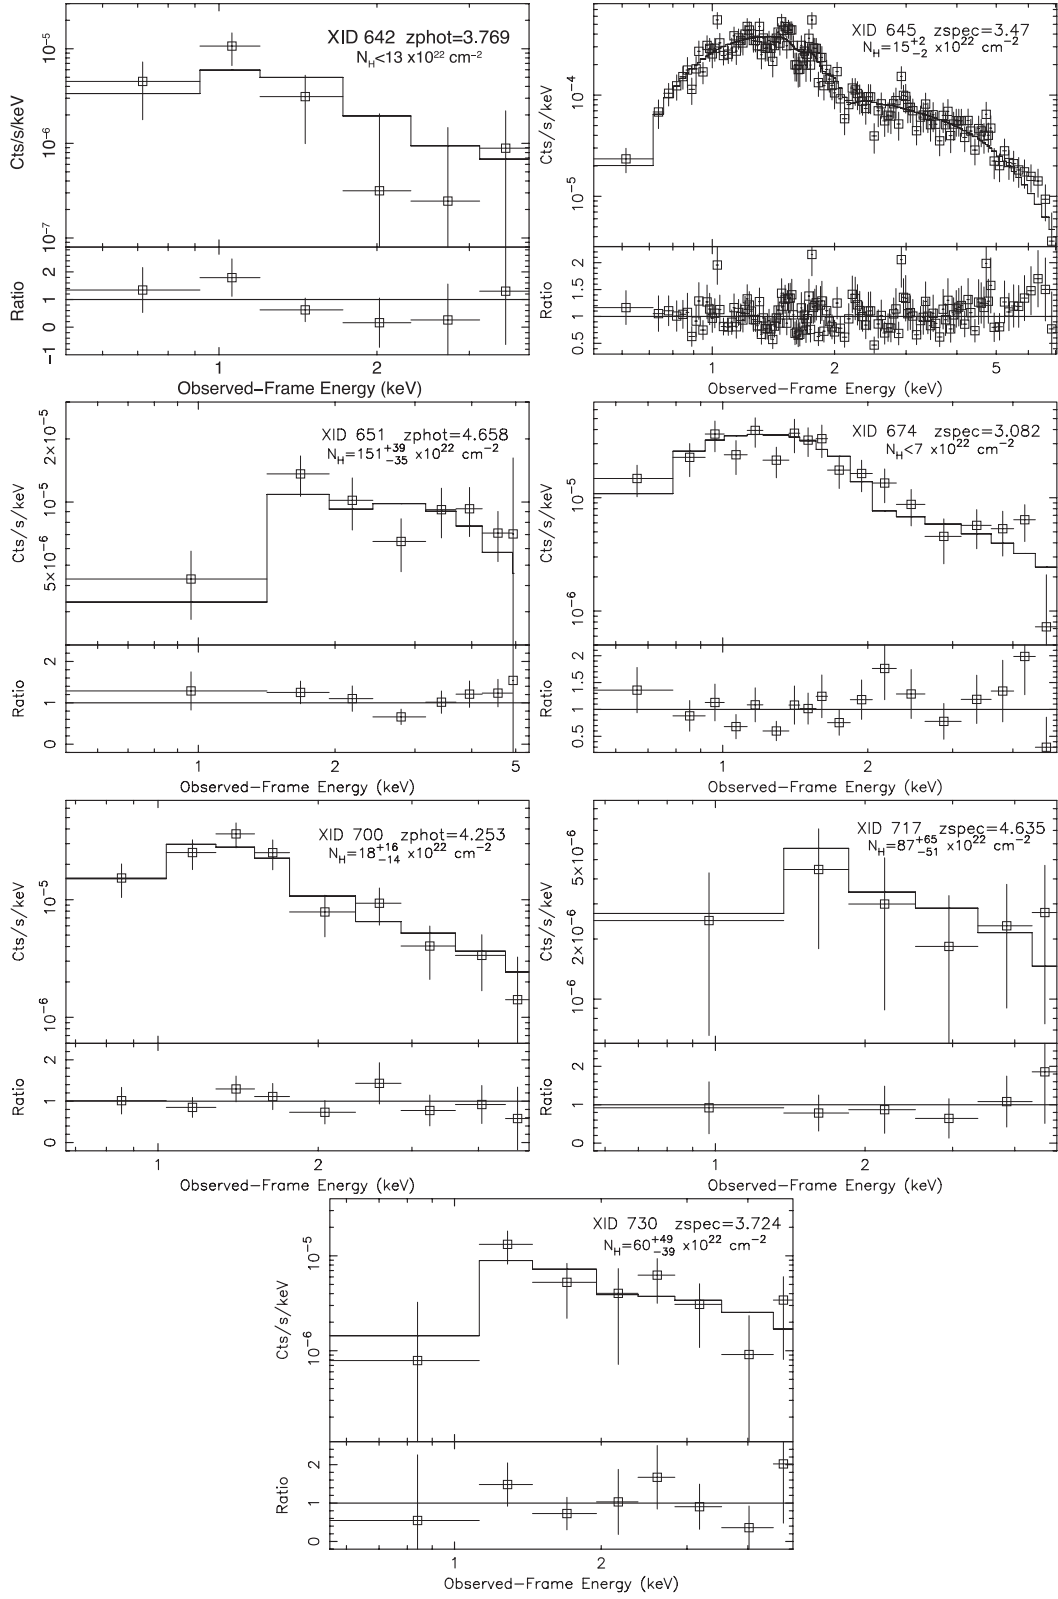 XID 642 zphot=3.769
N_H<13 x10^22 cm^-2
10^-5
10^-6
10^-7
Cts/s/keV
2
1
0
−1
Ratio
1 2
Observed−Frame Energy (keV)
XID 645 zspec=3.47
N_H=15^+2_-2 x10^22 cm^-2
10^-4
10^-5
Cts/s/keV
2
1.5
1
0.5
Ratio
1 2 5
Observed−Frame Energy (keV)
XID 651 zphot=4.658
N_H=151^+39_-35 x10^22 cm^-2
2×10^-5
10^-5
5×10^-6
Cts/s/keV
2
1
0
Ratio
1 2 5
Observed−Frame Energy (keV)
XID 674 zspec=3.082
N_H<7 x10^22 cm^-2
10^-5
10^-6
Cts/s/keV
2
1.5
1
0.5
Ratio
1 2
Observed−Frame Energy (keV)
XID 700 zphot=4.253
N_H=18^+16_-14 x10^22 cm^-2
10^-5
10^-6
Cts/s/keV
2
1
0
Ratio
1 2
Observed−Frame Energy (keV)
XID 717 zspec=4.635
N_H=87^+65_-51 x10^22 cm^-2
5×10^-6
2×10^-6
10^-6
Cts/s/keV
2
1
0
Ratio
1 2
Observed−Frame Energy (keV)
XID 730 zspec=3.724
N_H=60^+49_-39 x10^22 cm^-2
10^-5
10^-6
Cts/s/keV
2
1
0
Ratio
1 2
Observed−Frame Energy (keV)